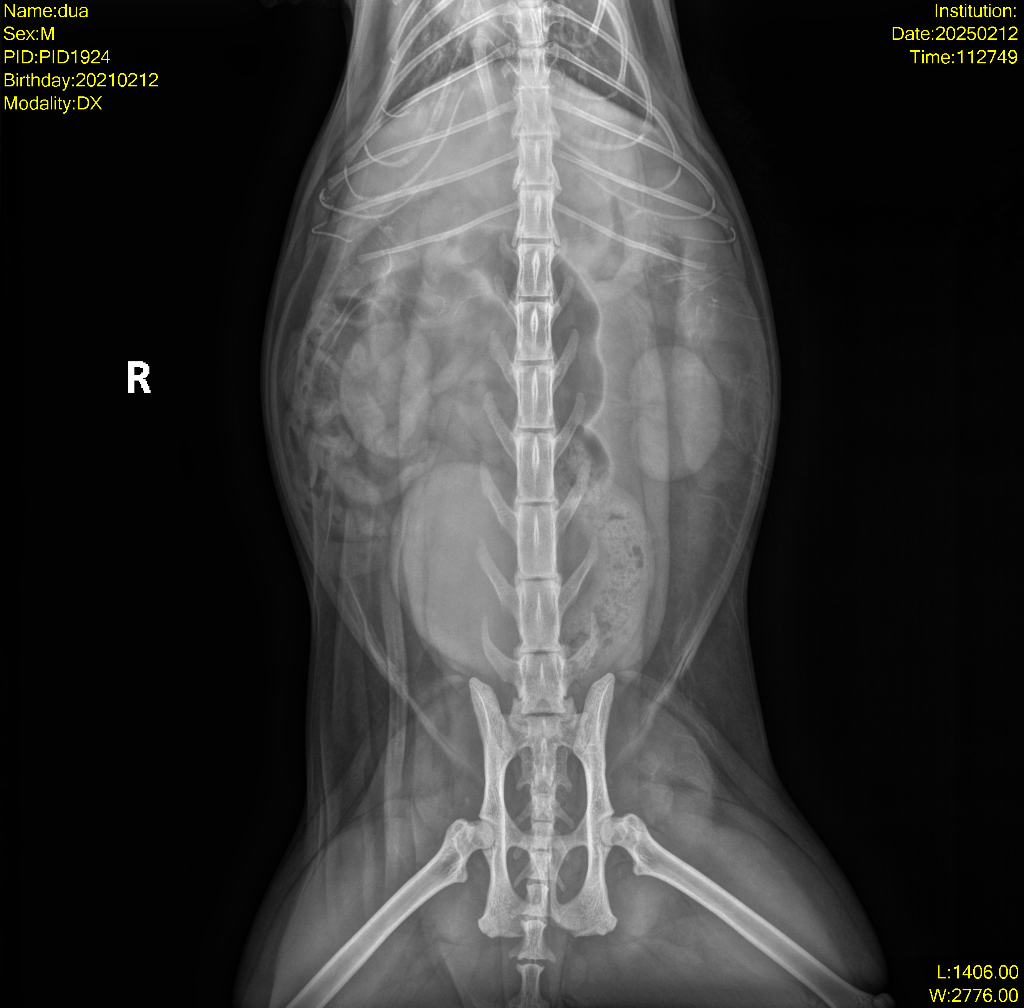 Name:dua
Sex:M
PID:PID1924
Birthday:20210212
Modality:DX
Institution:
Date:20250212
Time:112749
R
L:1406.00
W:2776.00